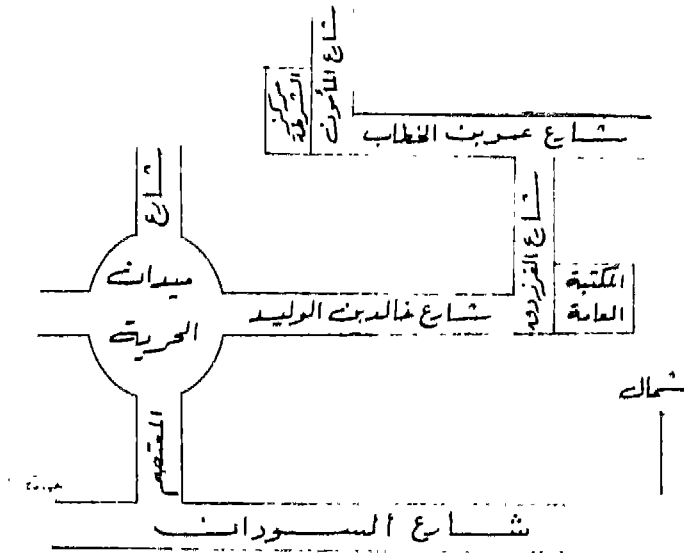 شارع المأمون
مركز
الشرطة
شارع عمر بن الخطاب
شارع
شارع الفرزدق
ميدان
الحرية
المكتبة
العامة
شارع خالد بن الوليد
شمال
المعتصم
شارع السودان